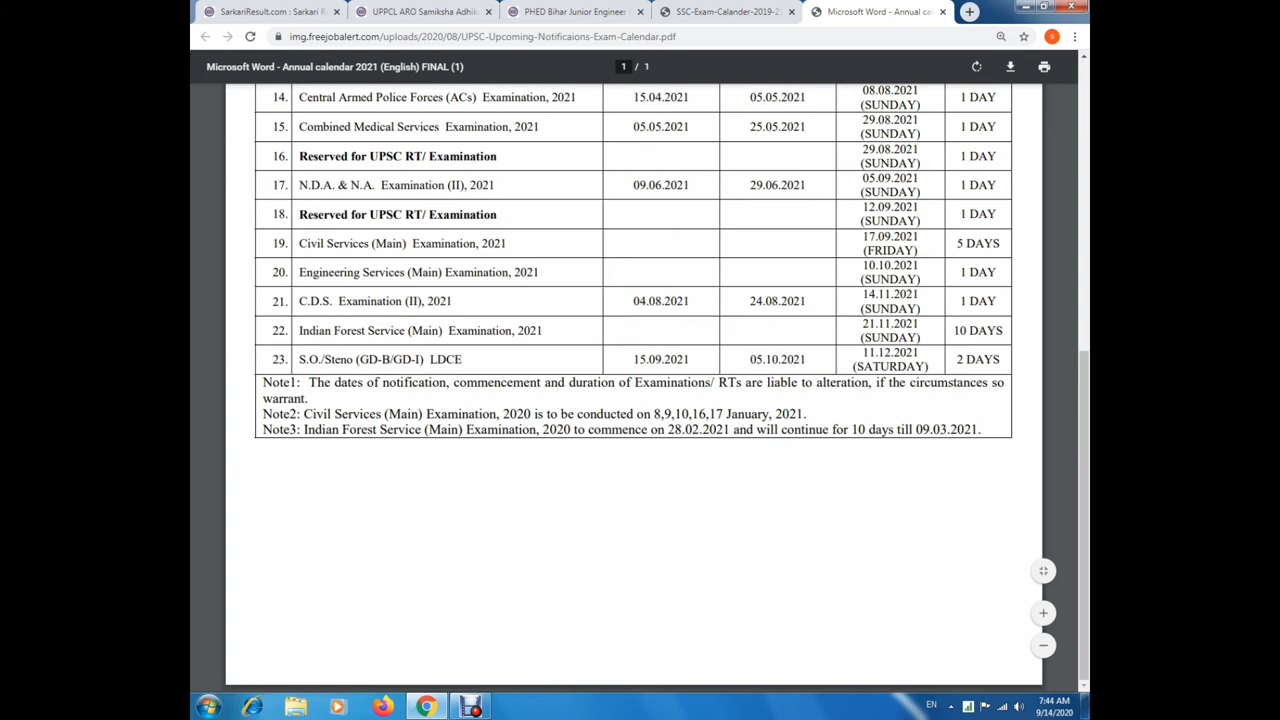 SarkariResult.com : Sarkari R
UPPCL ARO Samiksha Adhik
PHED Bihar Junior Engineer
SSC-Exam-Calander-2019-2
Microsoft Word - Annual cal
img.freejobalert.com/uploads/2020/08/UPSC-Upcoming-Notificaions-Exam-Calendar.pdf
S
Microsoft Word - Annual calendar 2021 (English) FINAL (1)
1 / 1
14. Central Armed Police Forces (ACs) Examination, 2021 15.04.2021 05.05.2021 08.08.2021 (SUNDAY) 1 DAY
15. Combined Medical Services Examination, 2021 05.05.2021 25.05.2021 29.08.2021 (SUNDAY) 1 DAY
16. Reserved for UPSC RT/ Examination 29.08.2021 (SUNDAY) 1 DAY
17. N.D.A. & N.A. Examination (II), 2021 09.06.2021 29.06.2021 05.09.2021 (SUNDAY) 1 DAY
18. Reserved for UPSC RT/ Examination 12.09.2021 (SUNDAY) 1 DAY
19. Civil Services (Main) Examination, 2021 17.09.2021 (FRIDAY) 5 DAYS
20. Engineering Services (Main) Examination, 2021 10.10.2021 (SUNDAY) 1 DAY
21. C.D.S. Examination (II), 2021 04.08.2021 24.08.2021 14.11.2021 (SUNDAY) 1 DAY
22. Indian Forest Service (Main) Examination, 2021 21.11.2021 (SUNDAY) 10 DAYS
23. S.O./Steno (GD-B/GD-I) LDCE 15.09.2021 05.10.2021 11.12.2021 (SATURDAY) 2 DAYS
Note1: The dates of notification, commencement and duration of Examinations/ RTs are liable to alteration, if the circumstances so
warrant.
Note2: Civil Services (Main) Examination, 2020 is to be conducted on 8,9,10,16,17 January, 2021.
Note3: Indian Forest Service (Main) Examination, 2020 to commence on 28.02.2021 and will continue for 10 days till 09.03.2021.
EN
7:44 AM
9/14/2020